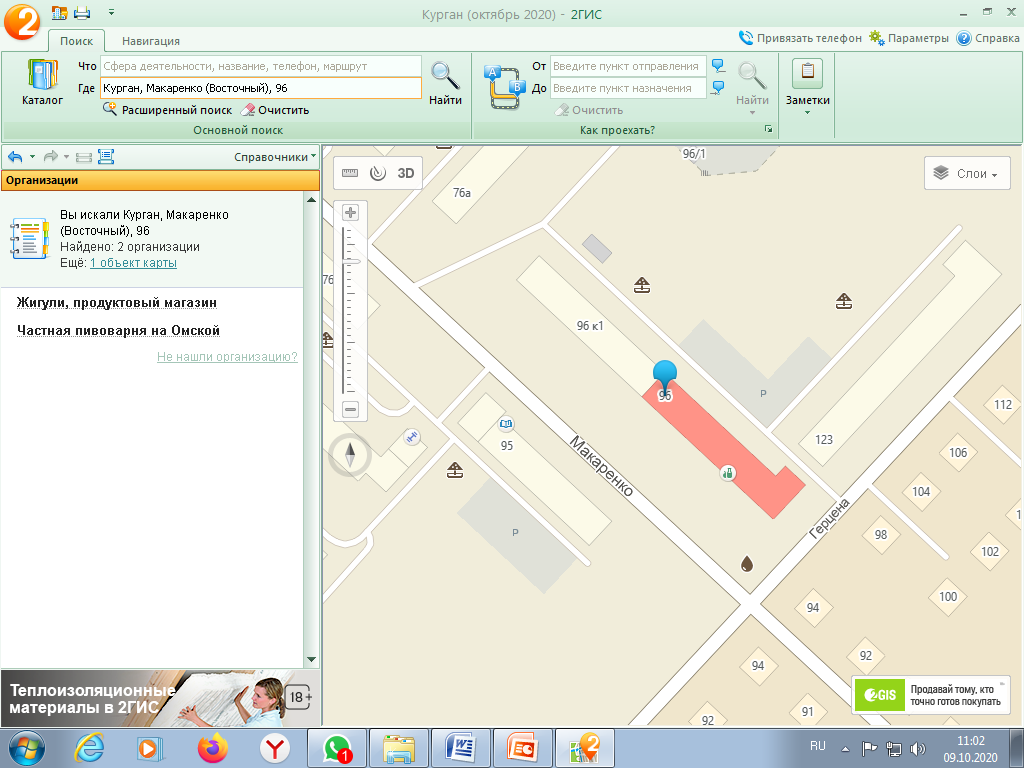 Курган (октябрь 2020) - 2ГИС
Поиск
Навигация
Привязать телефон
Параметры
Справка
Каталог
Что
Сфера деятельности, название, телефон, маршрут
Где
Курган, Макаренко (Восточный), 96
Расширенный поиск
Очистить
Найти
Основной поиск
A
B
От
Введите пункт отправления
До
Введите пункт назначения
Очистить
Найти
Как проехать?
Заметки
Справочники
Организации
Вы искали Курган, Макаренко
(Восточный), 96
Найдено: 2 организации
Ещё: 1 объект карты
Жигули, продуктовый магазин
Частная пивоварня на Омской
Не нашли организацию?
Теплоизоляционные
материалы в 2ГИС
18+
3D
Слои
96/1
76а
76
96 к1
96
P
123
112
106
104
98
102
100
95
P
Макаренко
Герцена
94
92
94
91
92
2GIS
Продавай тому, кто
точно готов покупать
1
RU
11:02
09.10.2020